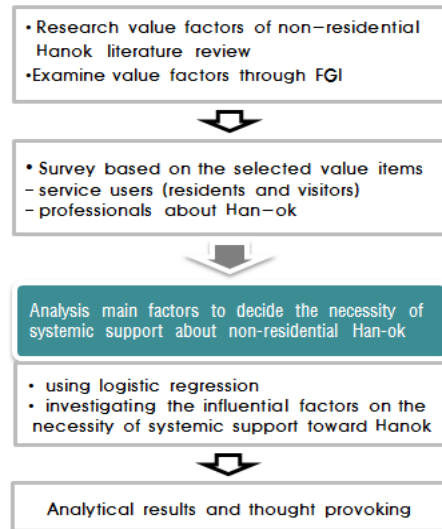 • Research value factors of non-residential
Hanok literature review
•Examine value factors through FGI
• Survey based on the selected value items
– service users (residents and visitors)
– professionals about Han-ok
Analysis main factors to decide the necessity of
systemic support about non-residential Han-ok
• using logistic regression
• investigating the influential factors on the
necessity of systemic support toward Hanok
Analytical results and thought provoking